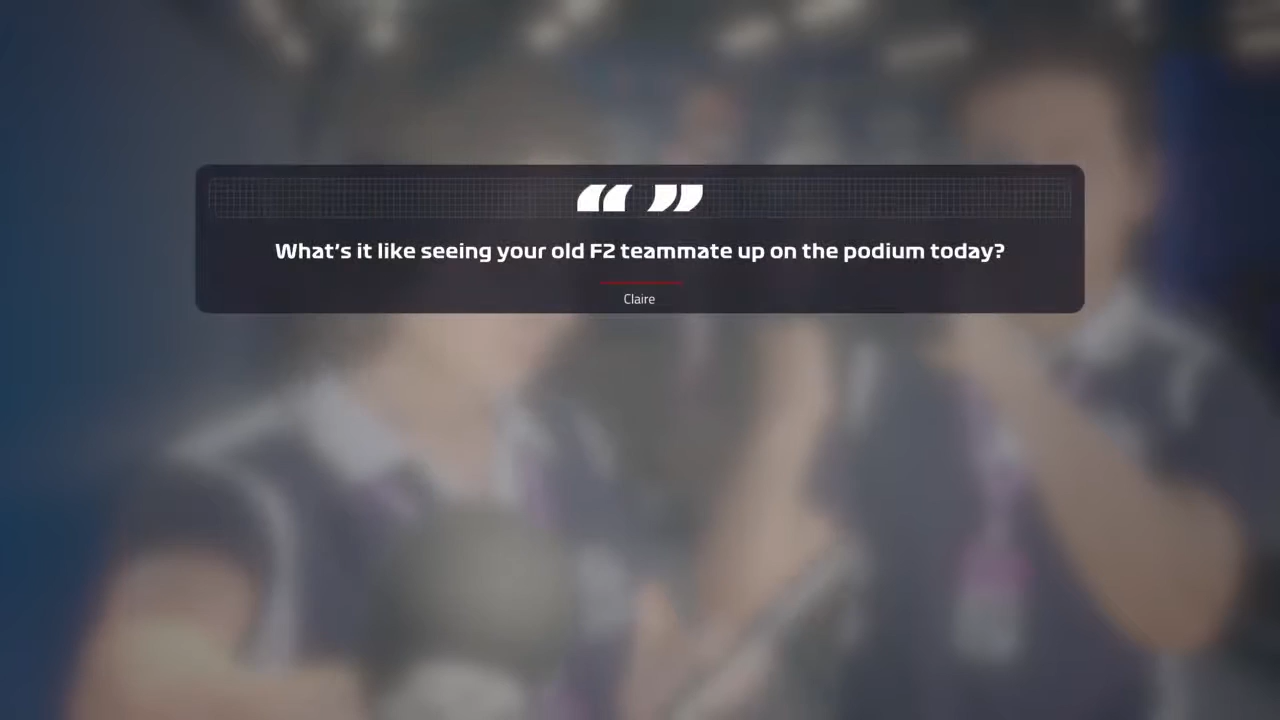 “ ”
What's it like seeing your old F2 teammate up on the podium today?
Claire